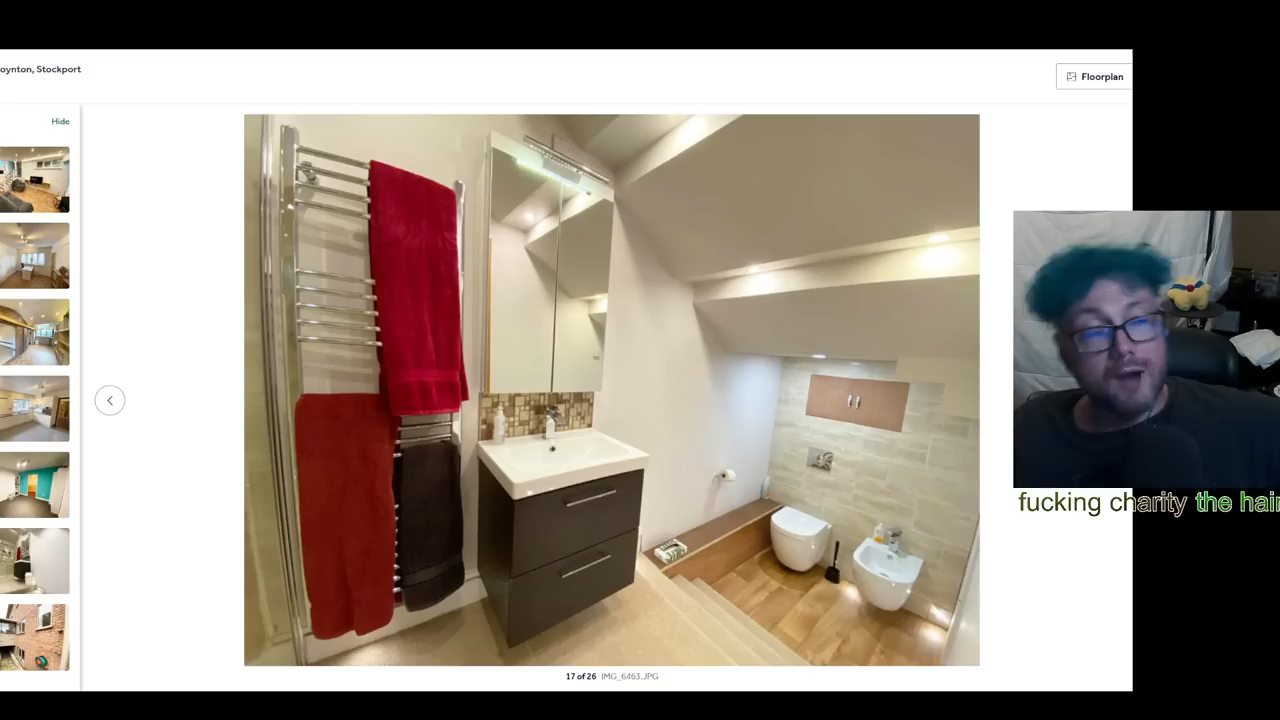 oynton, Stockport
Floorplan
Hide
17 of 26 IMG_6463.JPG
fucking charity the hair